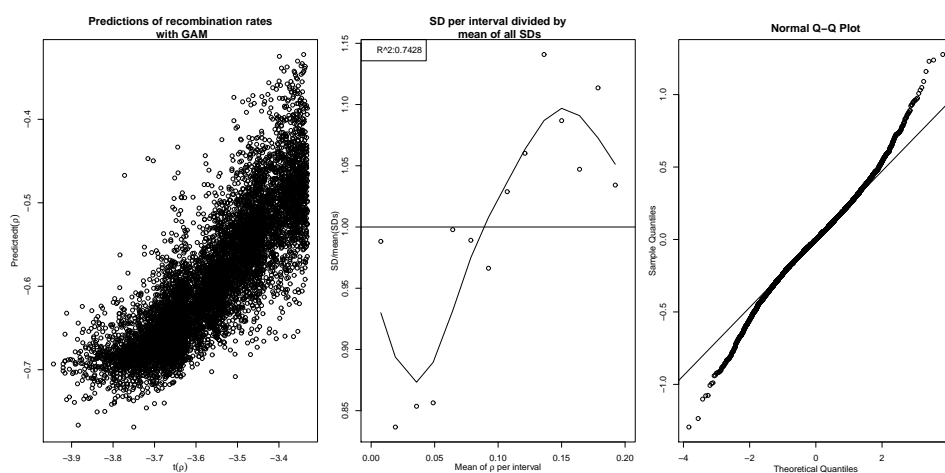 Predictions of recombination rates
with GAM
−0.4
−0.5
−0.6
−0.7
Predictedt(ρ)
−3.9
−3.8
−3.7
−3.6
−3.5
−3.4
t(ρ)
SD per interval divided by
mean of all SDs
R^2:0.7428
1.15
1.10
1.05
1.00
0.95
0.90
0.85
SD/mean(SDs)
0.00
0.05
0.10
0.15
0.20
Mean of ρ per interval
Normal Q−Q Plot
1.0
0.5
0.0
−0.5
−1.0
Sample Quantiles
−4
−2
0
2
Theoretical Quantiles